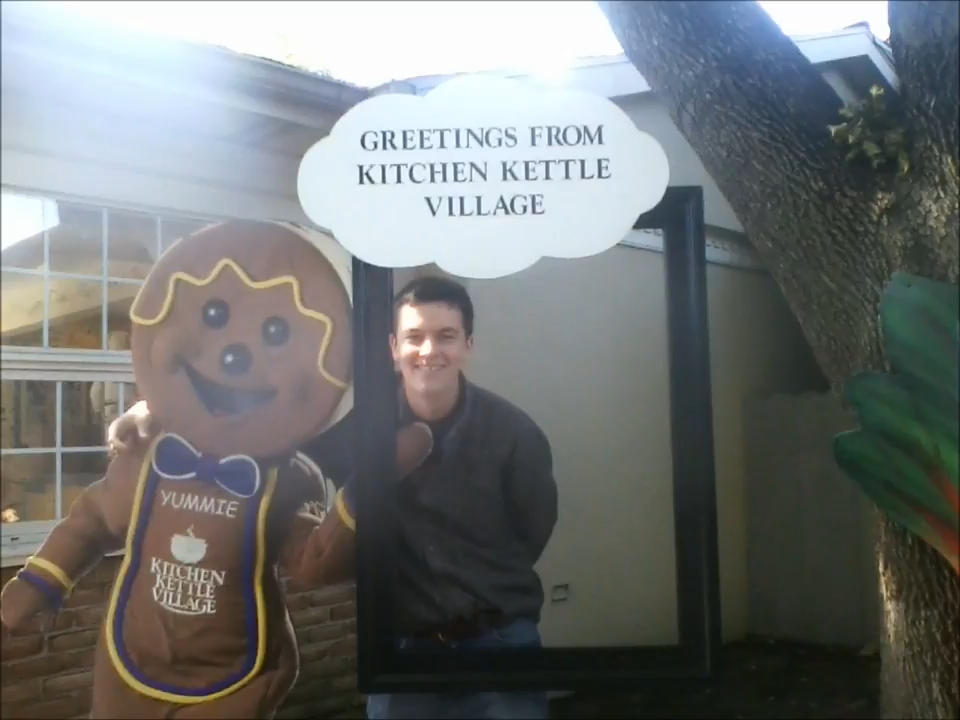 GREETINGS FROM
KITCHEN KETTLE
VILLAGE
YUMMIE
KITCHEN
KETTLE
VILLAGE